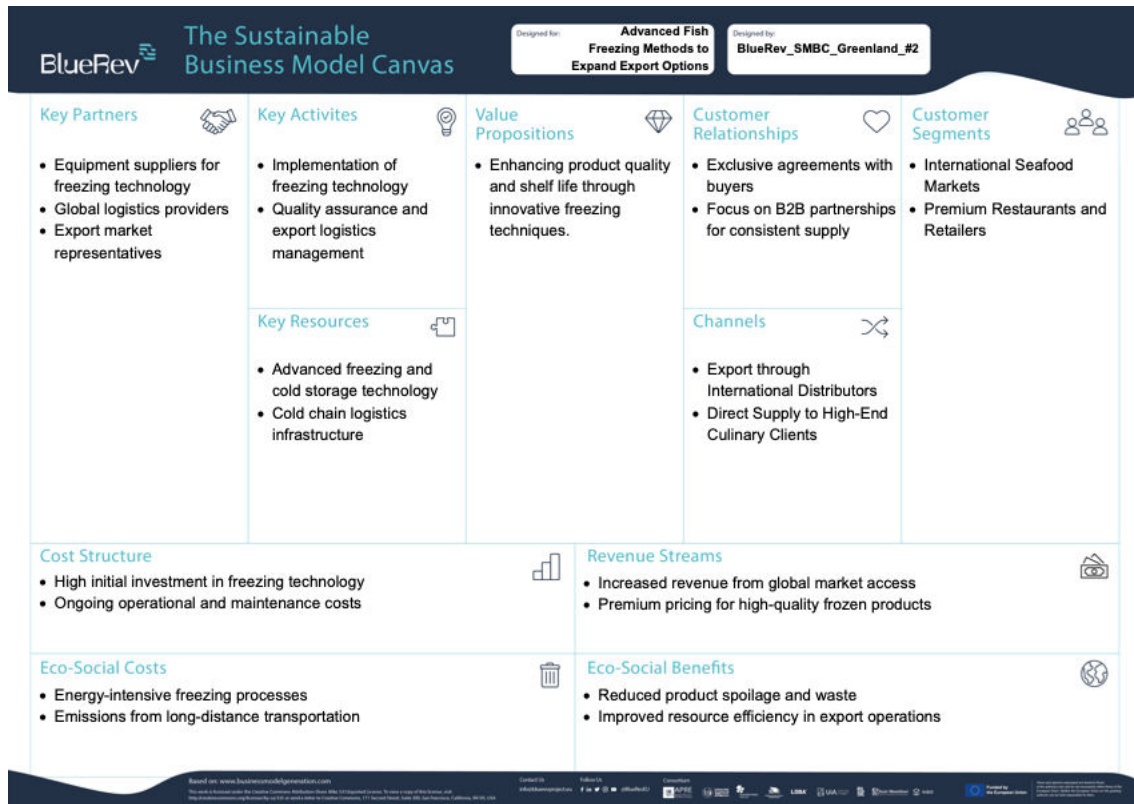 BlueRev
The Sustainable
Business Model Canvas
Designed for:
Advanced Fish
Freezing Methods to
Expand Export Options
Designed by:
BlueRev_SMBC_Greenland_#2
Key Partners
• Equipment suppliers for
freezing technology
• Global logistics providers
• Export market
representatives
Key Activites
• Implementation of
freezing technology
• Quality assurance and
export logistics
management
Key Resources
• Advanced freezing and
cold storage technology
• Cold chain logistics
infrastructure
Value
Propositions
• Enhancing product quality
and shelf life through
innovative freezing
techniques.
Customer
Relationships
• Exclusive agreements with
buyers
• Focus on B2B partnerships
for consistent supply
Channels
• Export through
International Distributors
• Direct Supply to High-End
Culinary Clients
Customer
Segments
• International Seafood
Markets
• Premium Restaurants and
Retailers
Cost Structure
• High initial investment in freezing technology
• Ongoing operational and maintenance costs
Revenue Streams
• Increased revenue from global market access
• Premium pricing for high-quality frozen products
Eco-Social Costs
• Energy-intensive freezing processes
• Emissions from long-distance transportation
Eco-Social Benefits
• Reduced product spoilage and waste
• Improved resource efficiency in export operations
Based on: www.businessmodelgeneration.com
Contact Us
Follow Us
Consortium
APRE
Funded by
the European Union